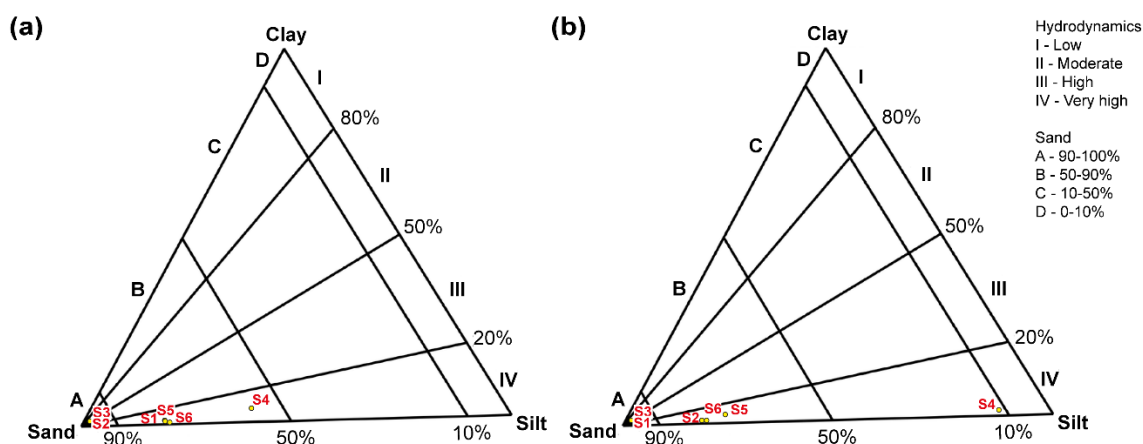 (a)
Clay
D
I
80%
C
II
50%
B
III
20%
A
S3
S1
S5
S6
S4
IV
S2
Sand
90%
50%
10%
Silt
(b)
Clay
D
I
80%
C
II
50%
B
III
20%
A
S3
S1
S2
S6
S5
S4
IV
Sand
90%
50%
10%
Silt
Hydrodynamics
I - Low
II - Moderate
III - High
IV - Very high
Sand
A - 90-100%
B - 50-90%
C - 10-50%
D - 0-10%